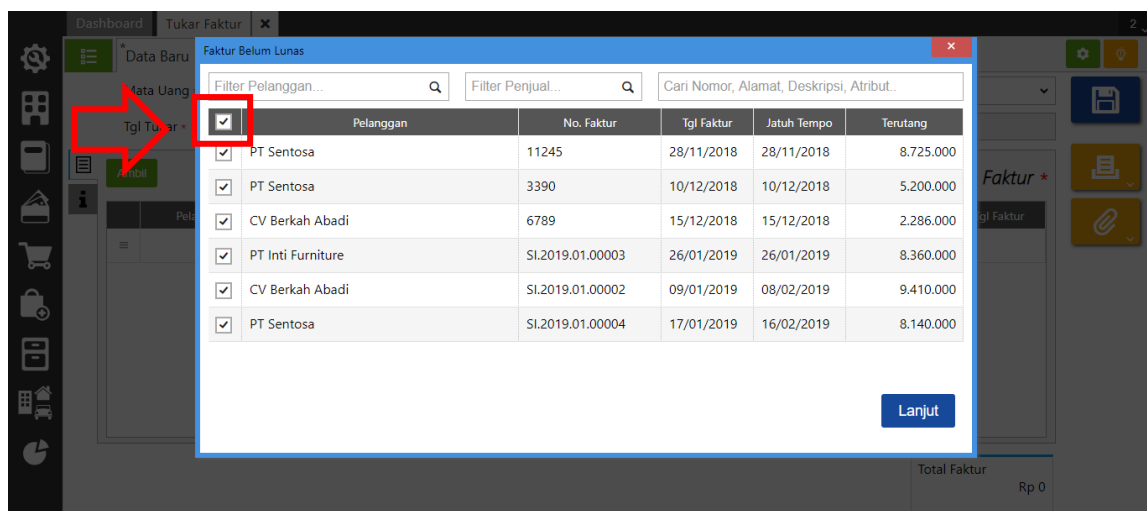 Dashboard Tukar Faktur
2
*Data Baru
Faktur Belum Lunas
Mata Uang
Filter Pelanggan... Filter Penjual... Cari Nomor, Alamat, Deskripsi, Atribut..
Tgl Tukar *
Pelanggan No. Faktur Tgl Faktur Jatuh Tempo Terutang
PT Sentosa 11245 28/11/2018 28/11/2018 8.725.000
Ambil
Faktur *
PT Sentosa 3390 10/12/2018 10/12/2018 5.200.000
CV Berkah Abadi 6789 15/12/2018 15/12/2018 2.286.000
PT Inti Furniture SI.2019.01.00003 26/01/2019 26/01/2019 8.360.000
CV Berkah Abadi SI.2019.01.00002 09/01/2019 08/02/2019 9.410.000
PT Sentosa SI.2019.01.00004 17/01/2019 16/02/2019 8.140.000
Lanjut
Total Faktur
Rp 0